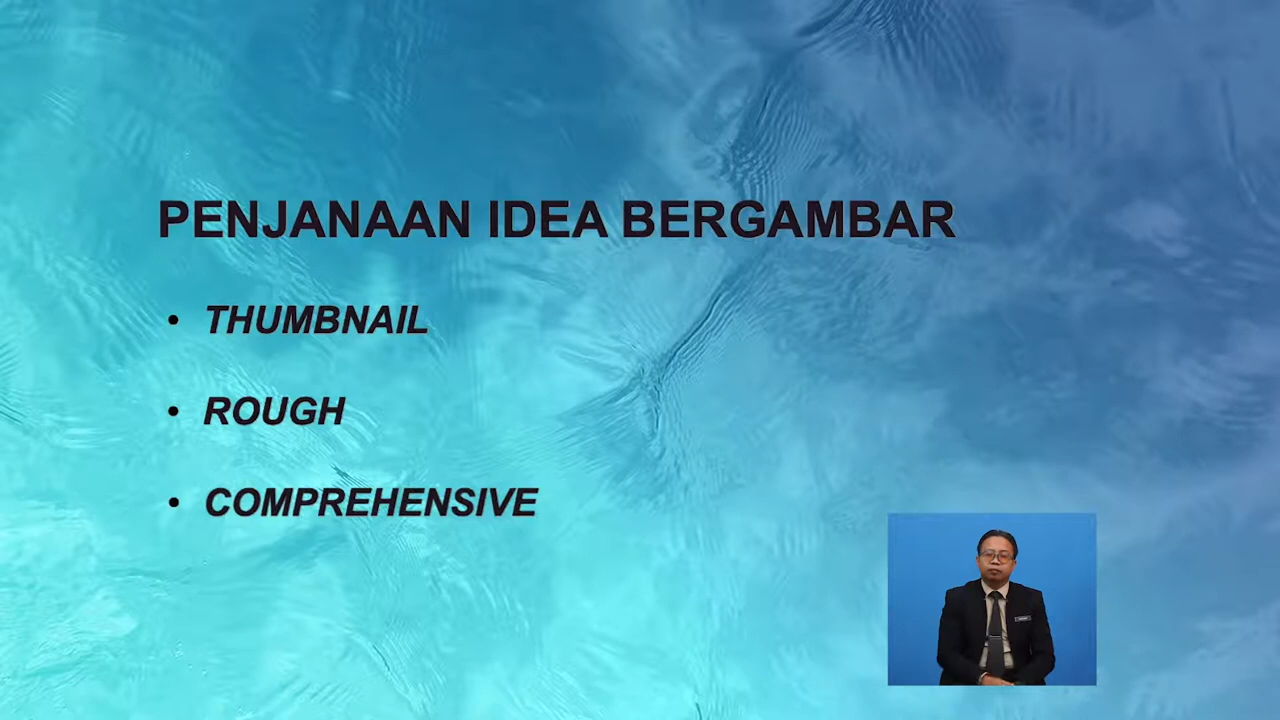 PENJANAAN IDEA BERGAMBAR
• THUMBNAIL
• ROUGH
• COMPREHENSIVE